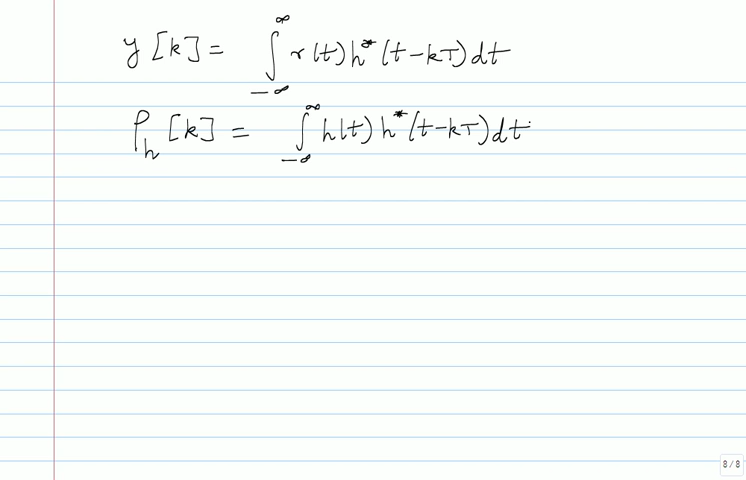 y[k] = ∫_{-∞}^{∞} r(t) h*(t-kT) dt
ρ_h[k] = ∫_{-∞}^{∞} h(t) h*(t-kT) dt
8/8